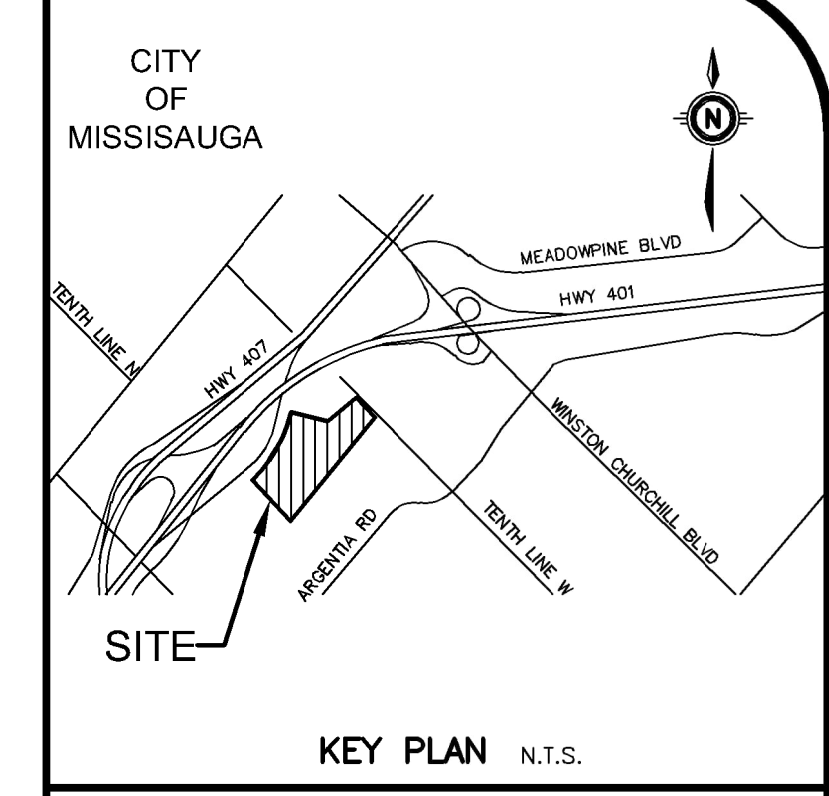 CITY
OF
MISSISAUGA
N
MEADOWPINE BLVD
HWY 401
TENTH LINE N
HWY 407
WINSTON CHURCHILL BLVD
ARGENTIA RD
TENTH LINE W
SITE
KEY PLAN N.T.S.